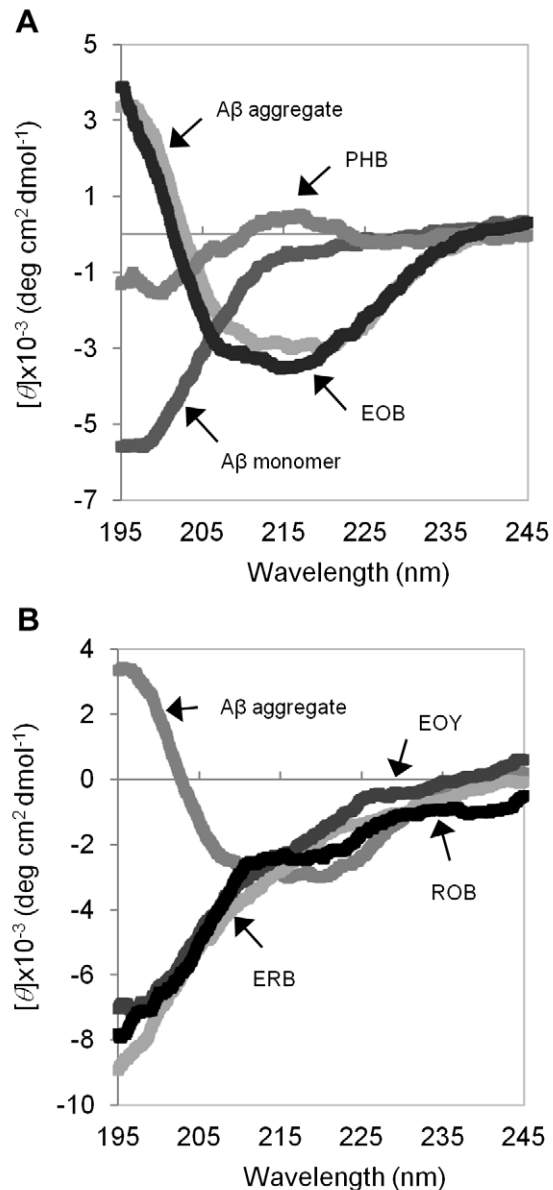 A
5
3
1
-1
-3
-5
-7
Aβ aggregate
PHB
EOB
Aβ monomer
195 205 215 225 235 245
Wavelength (nm)
[θ]x10⁻³ (deg cm² dmol⁻¹)
B
4
2
0
-2
-4
-6
-8
-10
Aβ aggregate
EOY
ROB
ERB
195 205 215 225 235 245
Wavelength (nm)
[θ]x10⁻³ (deg cm² dmol⁻¹)